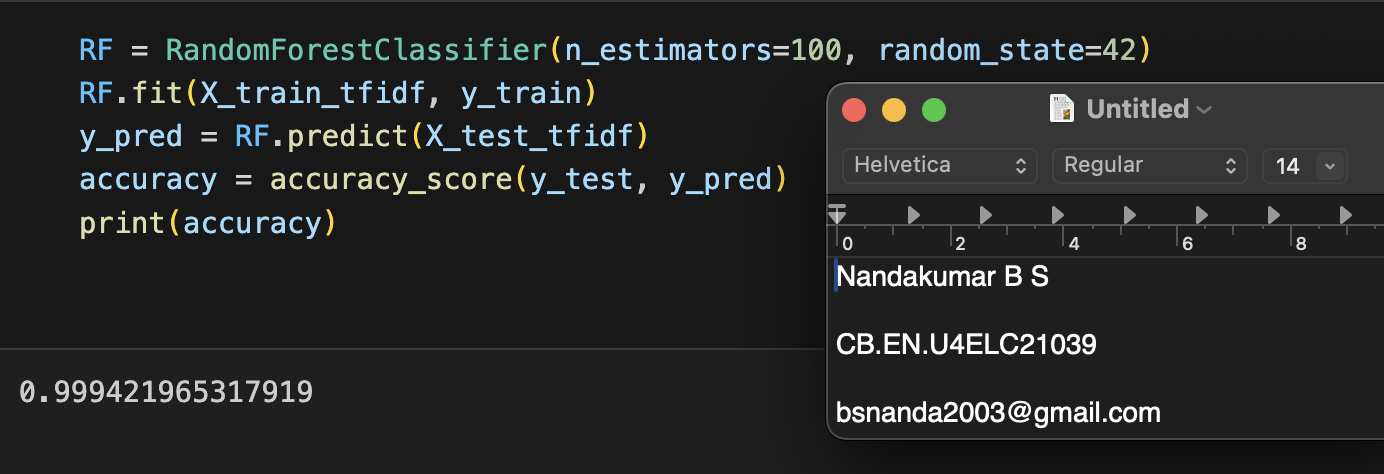 RF = RandomForestClassifier(n_estimators=100, random_state=42)
RF.fit(X_train_tfidf, y_train)
y_pred = RF.predict(X_test_tfidf)
accuracy = accuracy_score(y_test, y_pred)
print(accuracy)
0.999421965317919
Untitled
Helvetica Regular 14
0 2 4 6 8
Nandakumar B S
CB.EN.U4ELC21039
bsnanda2003@gmail.com